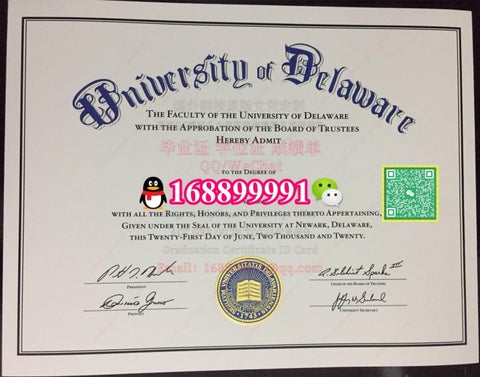 University of Delaware
The Faculty of the University of Delaware
with the Approbation of the Board of Trustees
Hereby Admit
毕业证 学位证 成绩单
QQ/WeChat
to the Degree of
168899991
with all the Rights, Honors, and Privileges thereto Appertaining,
Given under the Seal of the University at Newark, Delaware,
this Twenty-First Day of June, Two Thousand and Twenty.
Graduation Certificate ID Card
President
Chair of the Board of Trustees
Provost
University Secretary
1743